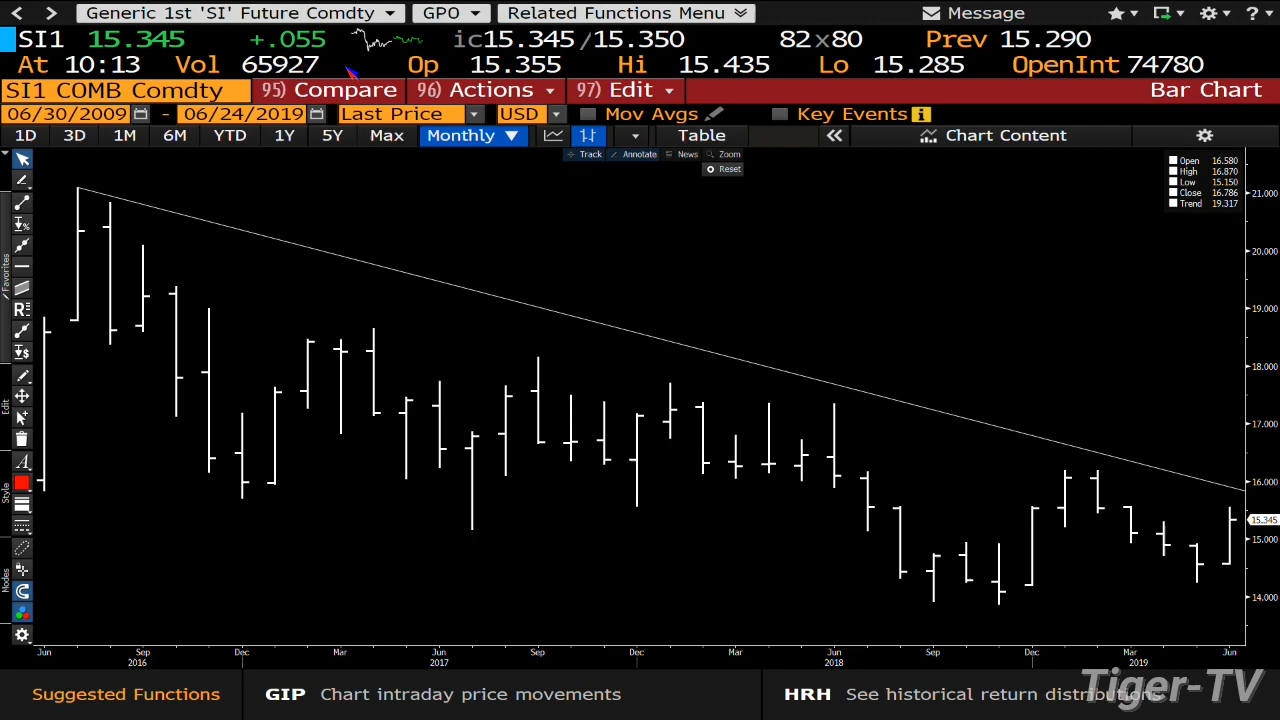 Generic 1st 'SI' Future Comdty GPO Related Functions Menu Message ?
SI1 15.345 +.055 ic15.345/15.350 82x80 Prev 15.290
At 10:13 Vol 65927 Op 15.355 Hi 15.435 Lo 15.285 OpenInt 74780
SI1 COMB Comdty 95) Compare 96) Actions 97) Edit Bar Chart
06/30/2009 - 06/24/2019 Last Price USD Mov Avgs Key Events
1D 3D 1M 6M YTD 1Y 5Y Max Monthly Table Chart Content
Track Annotate News Zoom
Reset
Open 16.580
High 16.870
Low 15.150
Close 16.786
Trend 19.317
21.000
20.000
19.000
18.000
17.000
16.000
15.345
15.000
14.000
Favorites
Edit
Style
Modes
Jun Sep Dec Mar Jun Sep Dec Mar Jun Sep Dec Mar Jun
2016 2017 2018 2019
Suggested Functions GIP Chart intraday price movements HRH See historical return distributions
Tiger-TV